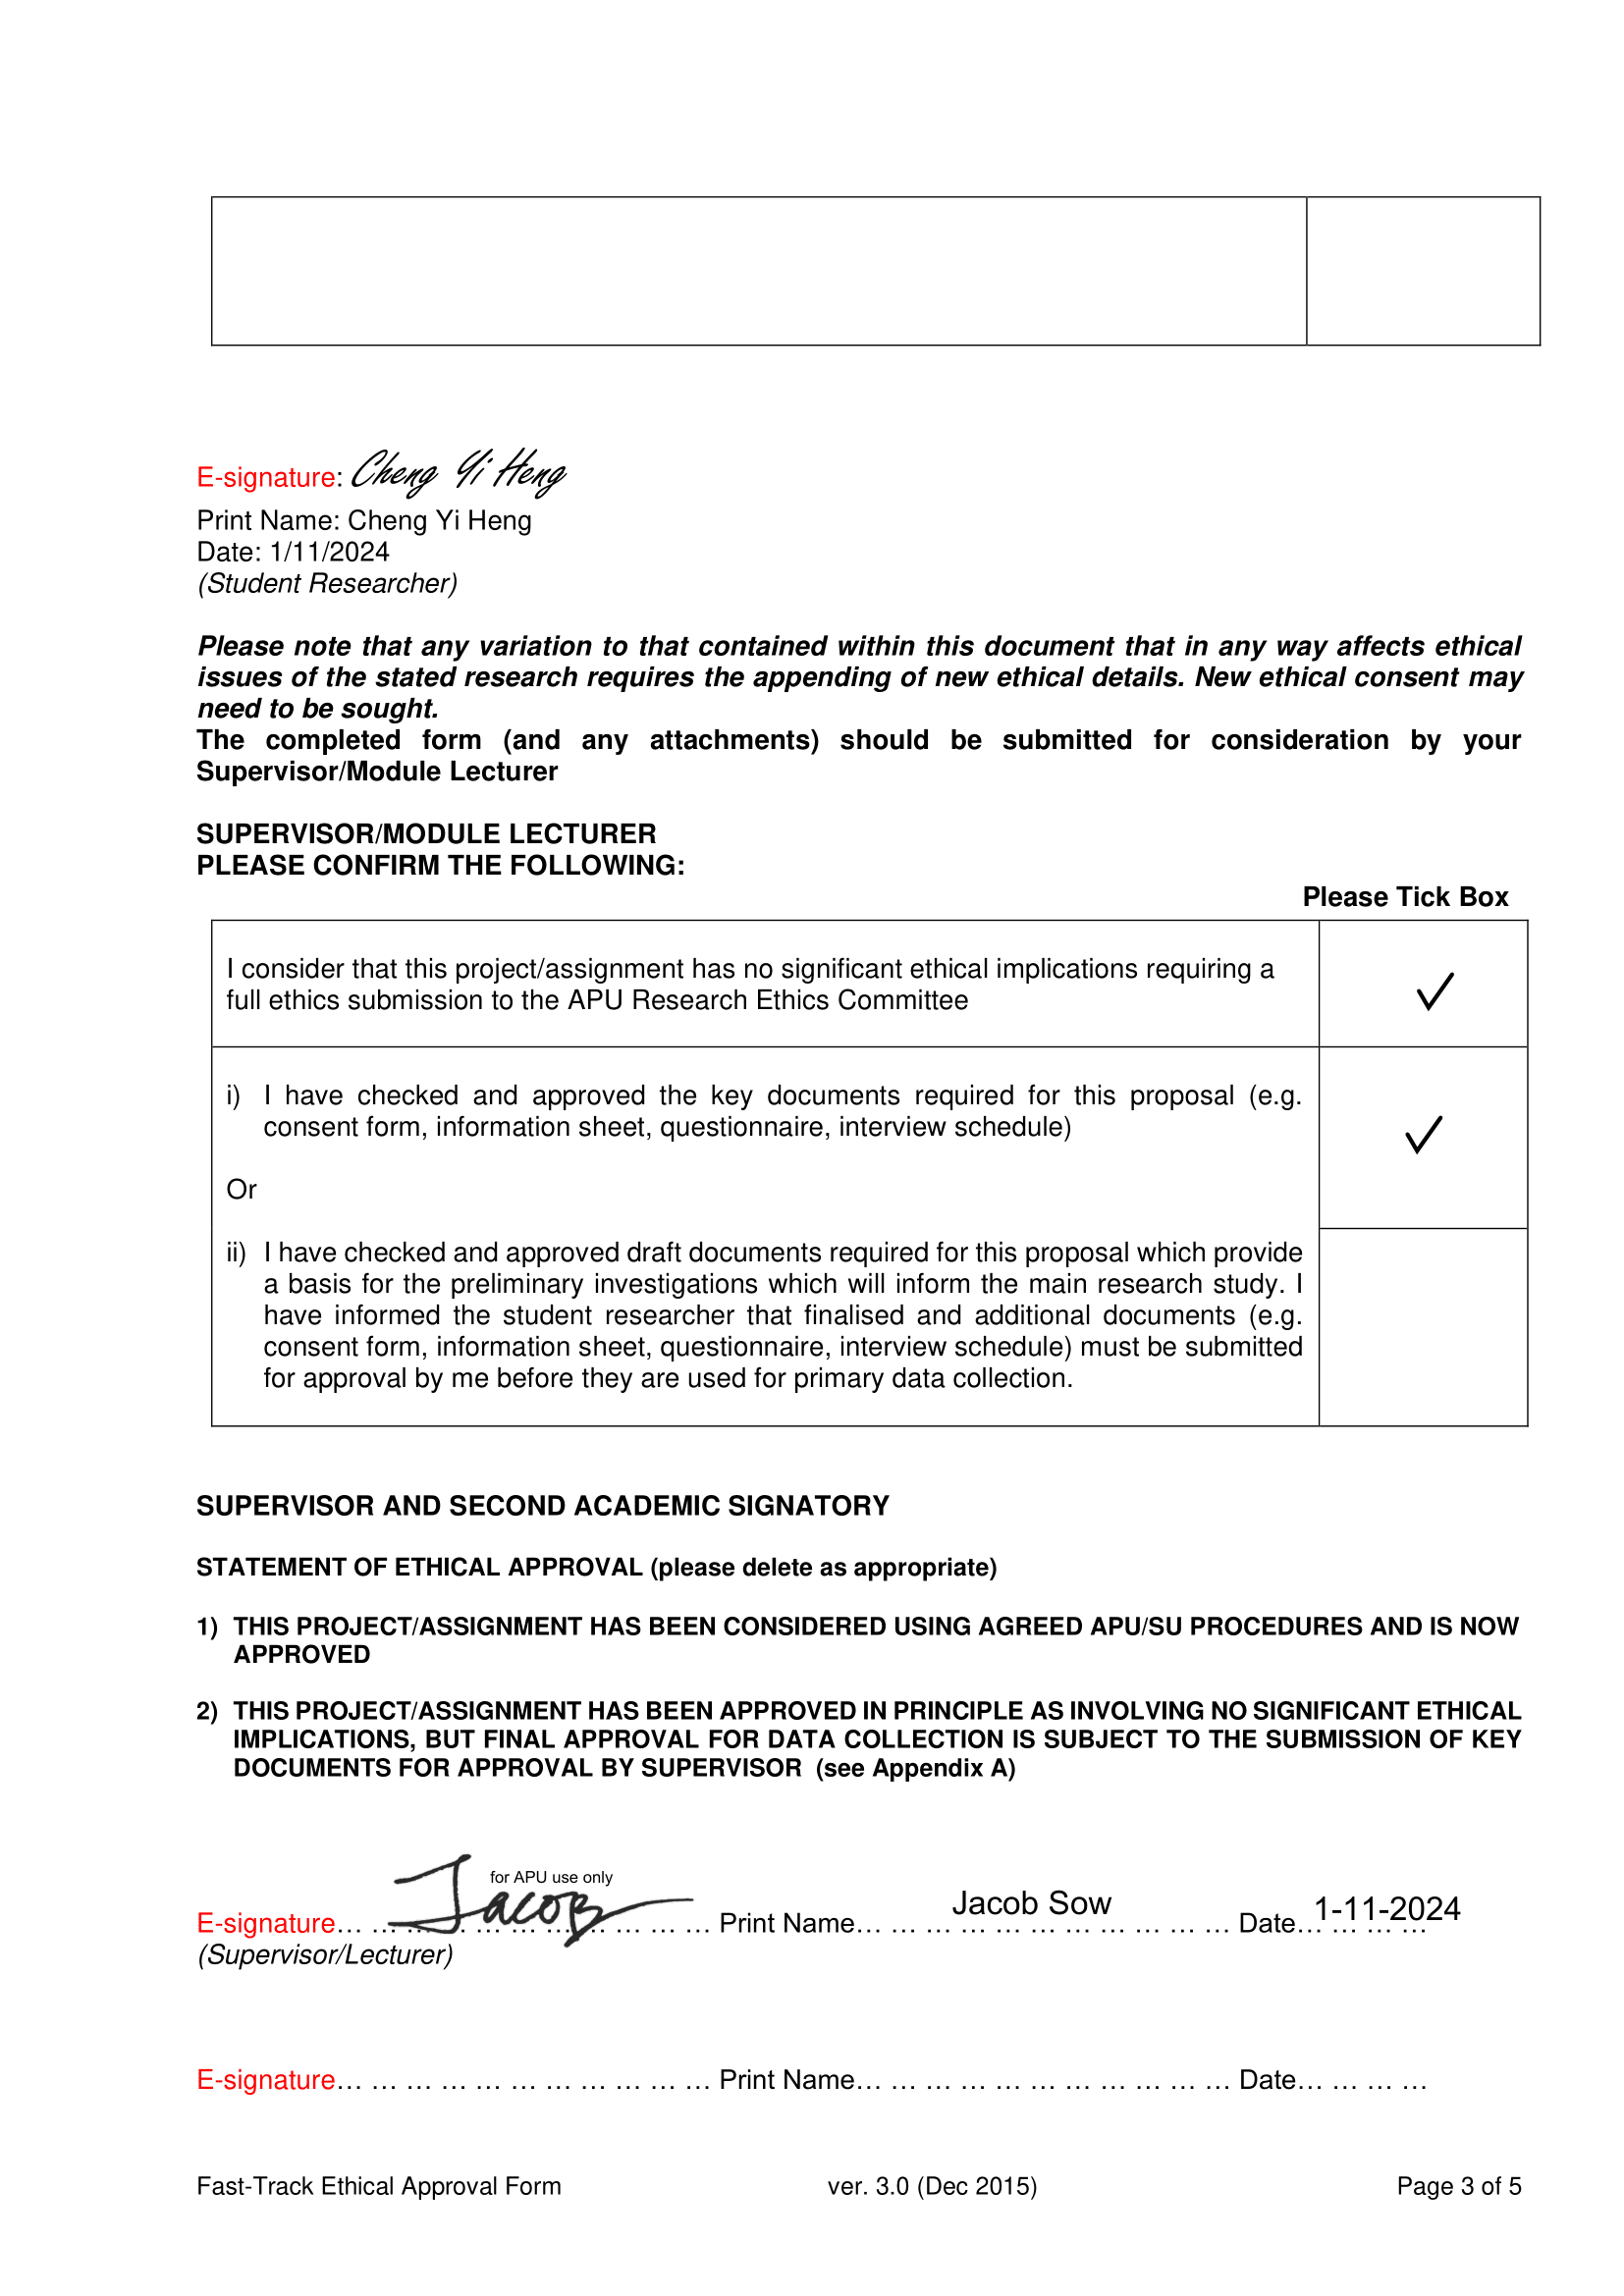 E-signature: Cheng Yi Heng
Print Name: Cheng Yi Heng
Date: 1/11/2024
(Student Researcher)
Please note that any variation to that contained within this document that in any way affects ethical
issues of the stated research requires the appending of new ethical details. New ethical consent may
need to be sought.
The completed form (and any attachments) should be submitted for consideration by your
Supervisor/Module Lecturer
SUPERVISOR/MODULE LECTURER
PLEASE CONFIRM THE FOLLOWING:
Please Tick Box
I consider that this project/assignment has no significant ethical implications requiring a
full ethics submission to the APU Research Ethics Committee
✓
i) I have checked and approved the key documents required for this proposal (e.g.
consent form, information sheet, questionnaire, interview schedule)
✓
Or
ii) I have checked and approved draft documents required for this proposal which provide
a basis for the preliminary investigations which will inform the main research study. I
have informed the student researcher that finalised and additional documents (e.g.
consent form, information sheet, questionnaire, interview schedule) must be submitted
for approval by me before they are used for primary data collection.
SUPERVISOR AND SECOND ACADEMIC SIGNATORY
STATEMENT OF ETHICAL APPROVAL (please delete as appropriate)
1) THIS PROJECT/ASSIGNMENT HAS BEEN CONSIDERED USING AGREED APU/SU PROCEDURES AND IS NOW
APPROVED
2) THIS PROJECT/ASSIGNMENT HAS BEEN APPROVED IN PRINCIPLE AS INVOLVING NO SIGNIFICANT ETHICAL
IMPLICATIONS, BUT FINAL APPROVAL FOR DATA COLLECTION IS SUBJECT TO THE SUBMISSION OF KEY
DOCUMENTS FOR APPROVAL BY SUPERVISOR (see Appendix A)
for APU use only
E-signature… … Jacob … … … Print Name… … … Jacob Sow … … … Date… 1-11-2024
(Supervisor/Lecturer)
E-signature… … … … … … … … … … … Print Name… … … … … … … … … … … Date… … … …
Fast-Track Ethical Approval Form ver. 3.0 (Dec 2015) Page 3 of 5